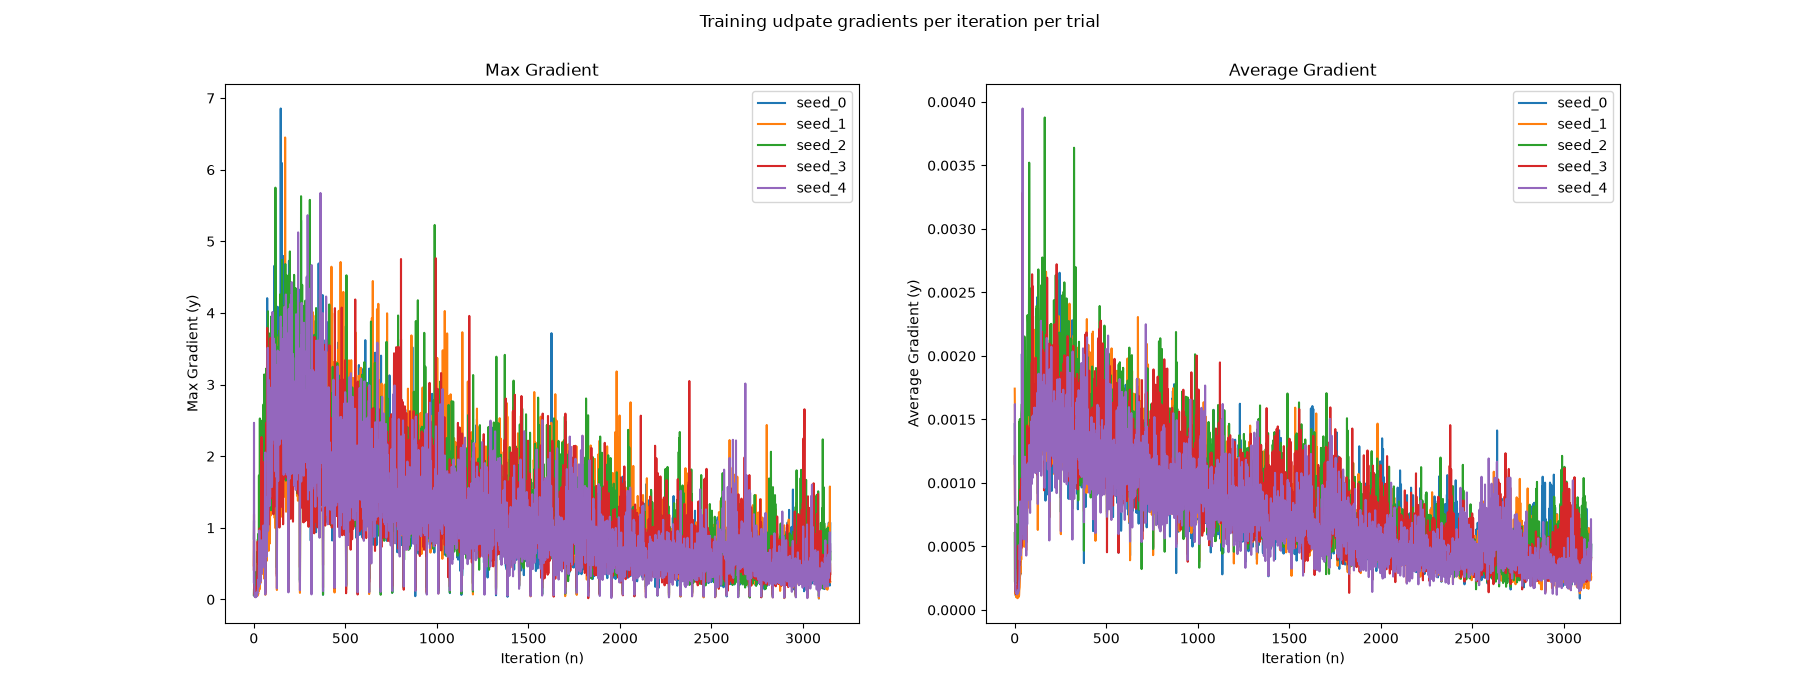 Training udpate gradients per iteration per trial
Max Gradient
7
6
5
4
3
2
1
0
Max Gradient (y)
0 500 1000 1500 2000 2500 3000
Iteration (n)
seed_0
seed_1
seed_2
seed_3
seed_4
Average Gradient
0.0040
0.0035
0.0030
0.0025
0.0020
0.0015
0.0010
0.0005
0.0000
Average Gradient (y)
0 500 1000 1500 2000 2500 3000
Iteration (n)
seed_0
seed_1
seed_2
seed_3
seed_4